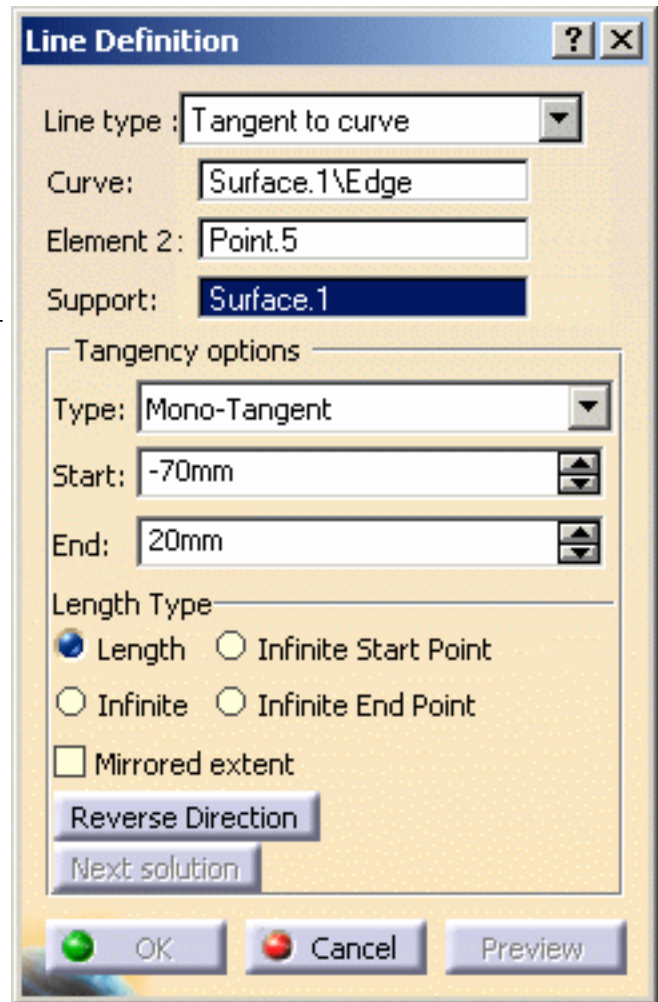 Line Definition ? X
Line type : Tangent to curve
Curve: Surface.1\Edge
Element 2: Point.5
Support: Surface.1
Tangency options
Type: Mono-Tangent
Start: -70mm
End: 20mm
Length Type
Length Infinite Start Point
Infinite Infinite End Point
Mirrored extent
Reverse Direction
Next solution
OK Cancel Preview